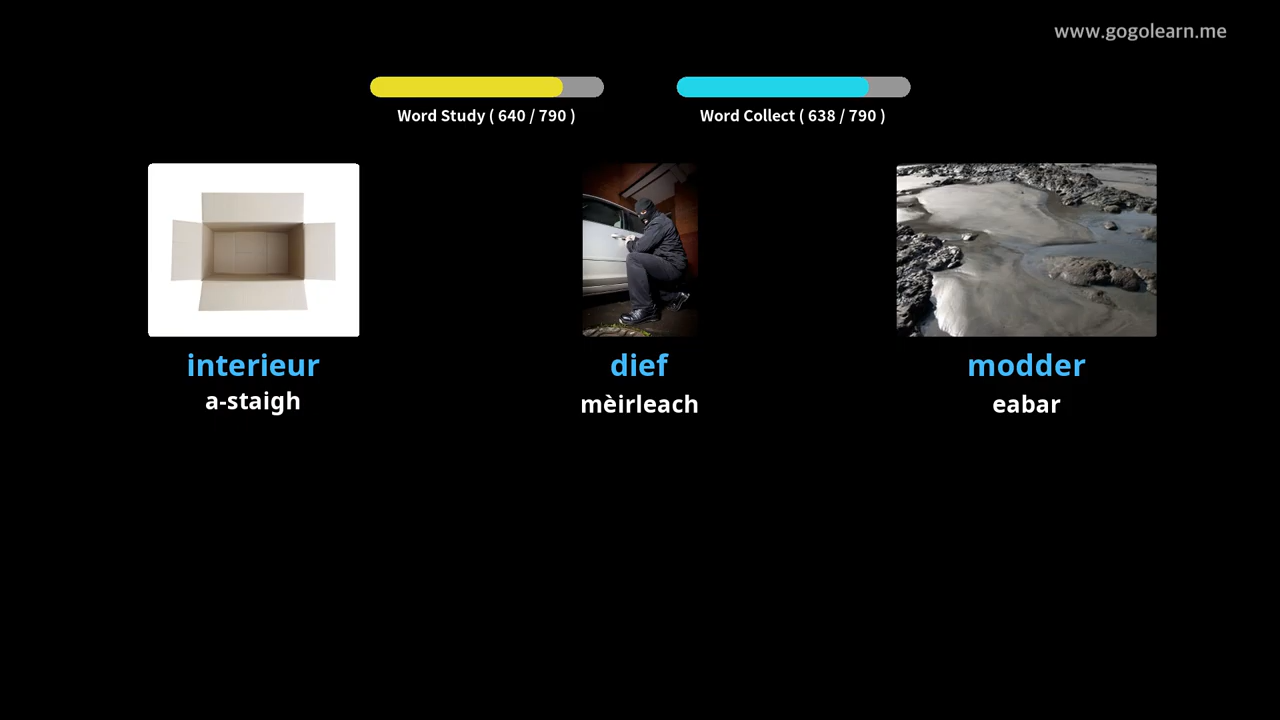 www.gogolearn.me
Word Study ( 640 / 790 )
Word Collect ( 638 / 790 )
interieur
a-staigh
dief
mèirleach
modder
eabar